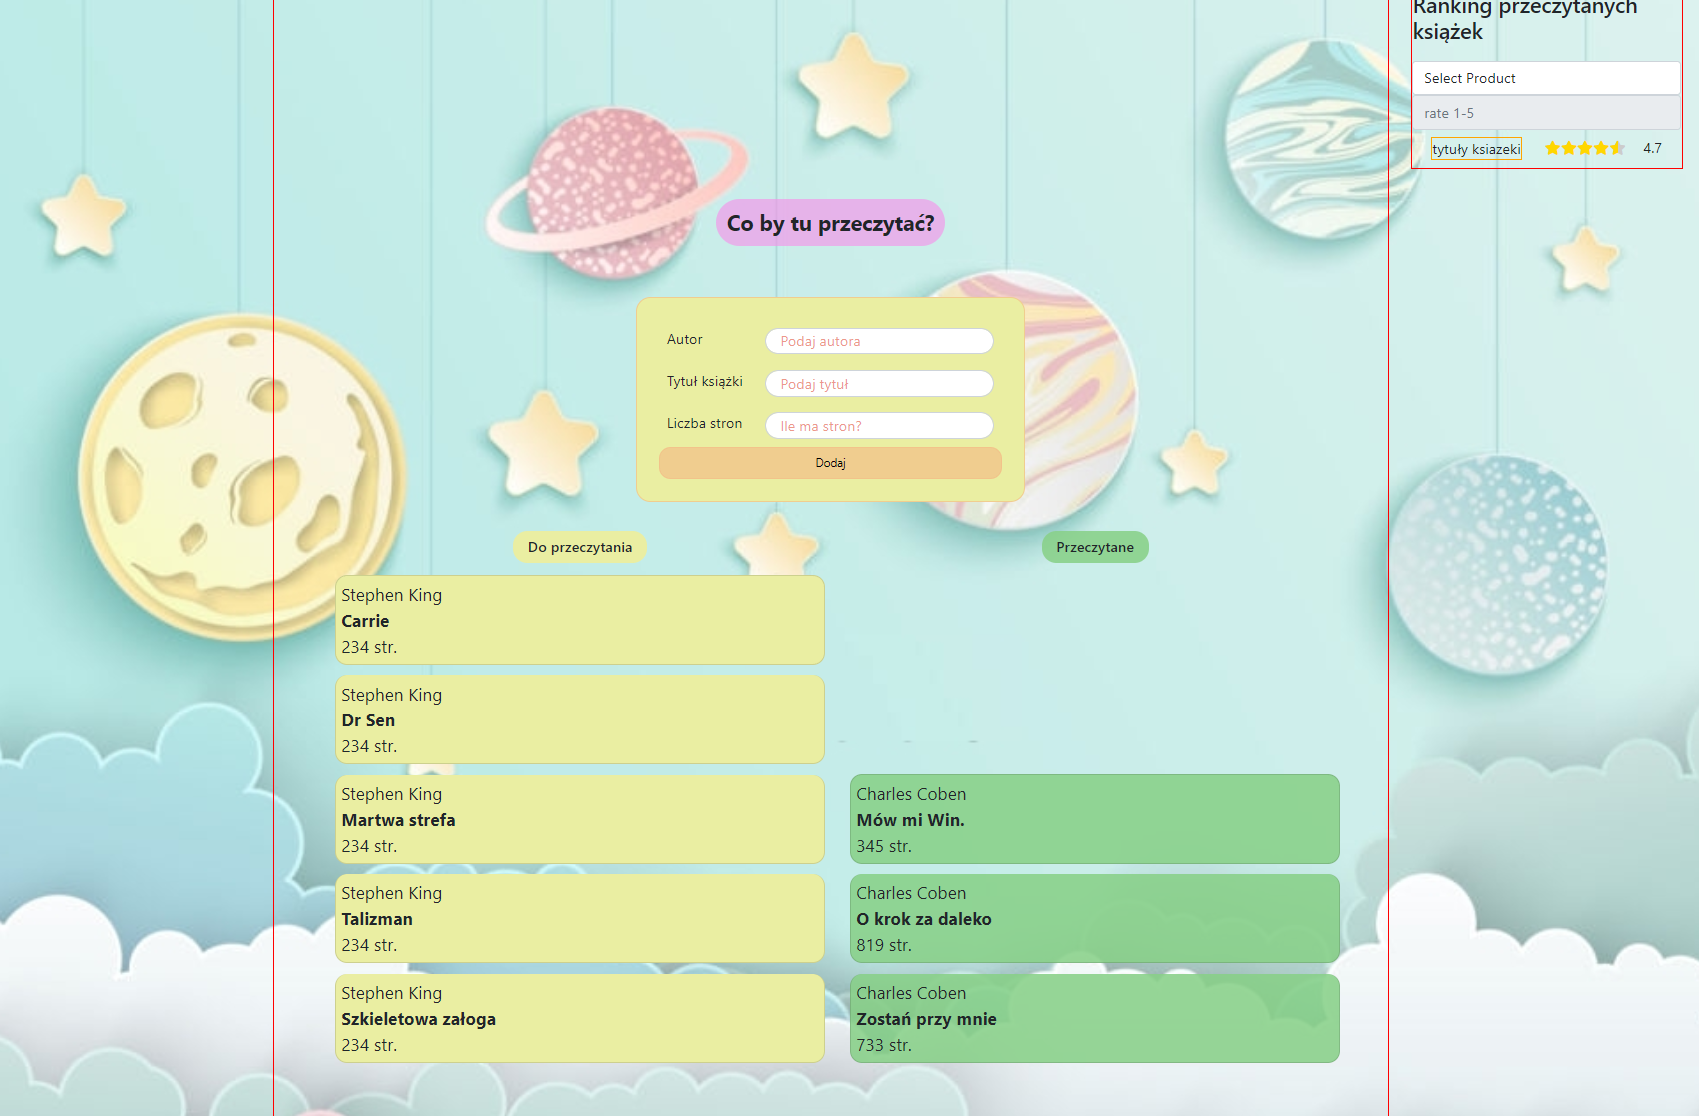 Ranking przeczytanych
książek
Select Product
rate 1-5
tytuły ksiazeki
4.7
Co by tu przeczytać?
Autor
Podaj autora
Tytuł książki
Podaj tytuł
Liczba stron
Ile ma stron?
Dodaj
Do przeczytania
Stephen King
Carrie
234 str.
Stephen King
Dr Sen
234 str.
Stephen King
Martwa strefa
234 str.
Stephen King
Talizman
234 str.
Stephen King
Szkieletowa załoga
234 str.
Przeczytane
Charles Coben
Mów mi Win.
345 str.
Charles Coben
O krok za daleko
819 str.
Charles Coben
Zostań przy mnie
733 str.